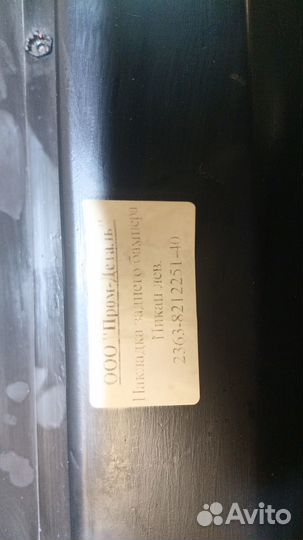 ООО "Пром-Деталь"
Накладка заднего бампера
Пикап лев.
2363-8212251-40
Avito